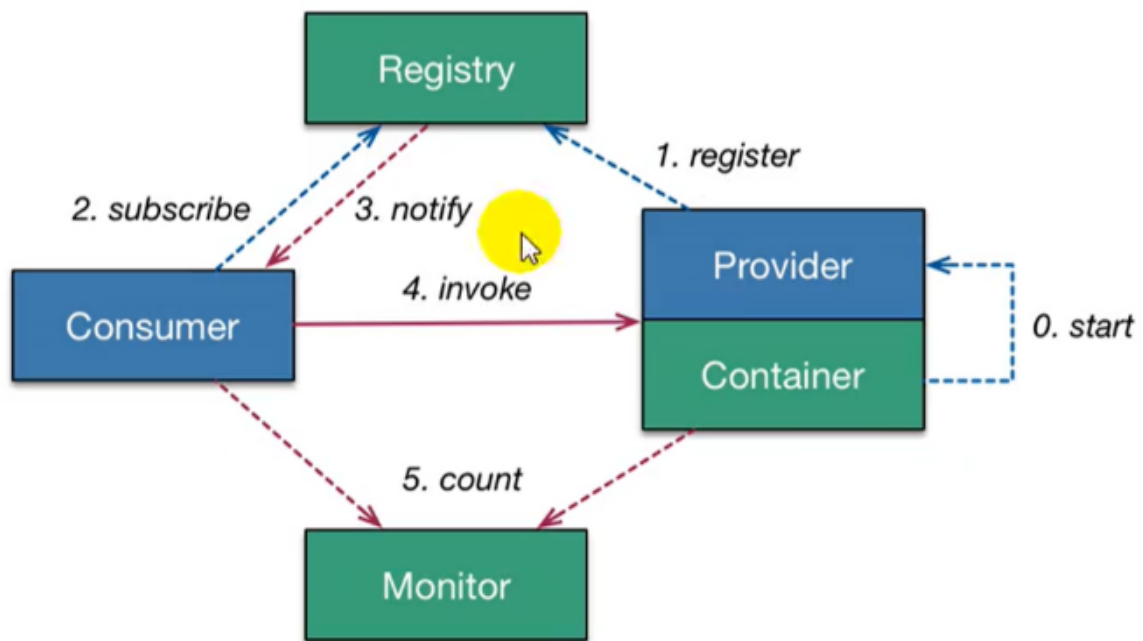 Registry
1. register
2. subscribe
3. notify
Provider
4. invoke
Consumer
0. start
Container
5. count
Monitor